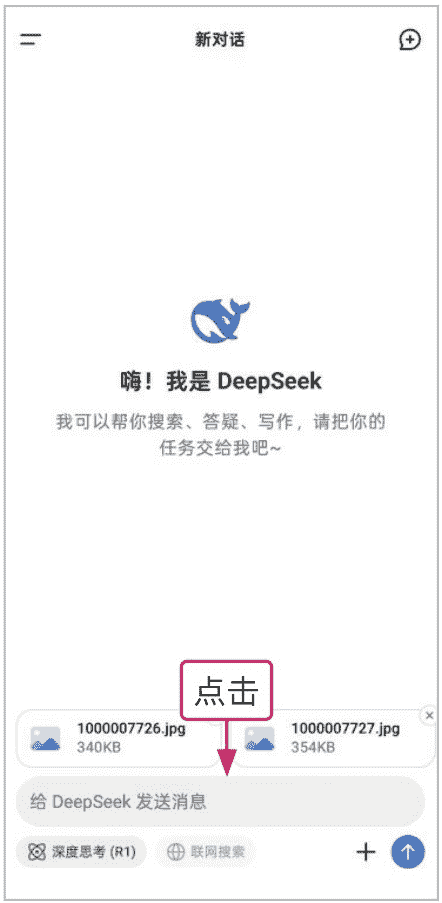 新对话
嗨！我是 DeepSeek
我可以帮你搜索、答疑、写作，请把你的
任务交给我吧~
点击
1000007726.jpg
340KB
1000007727.jpg
354KB
给 DeepSeek 发送消息
深度思考 (R1)
联网搜索